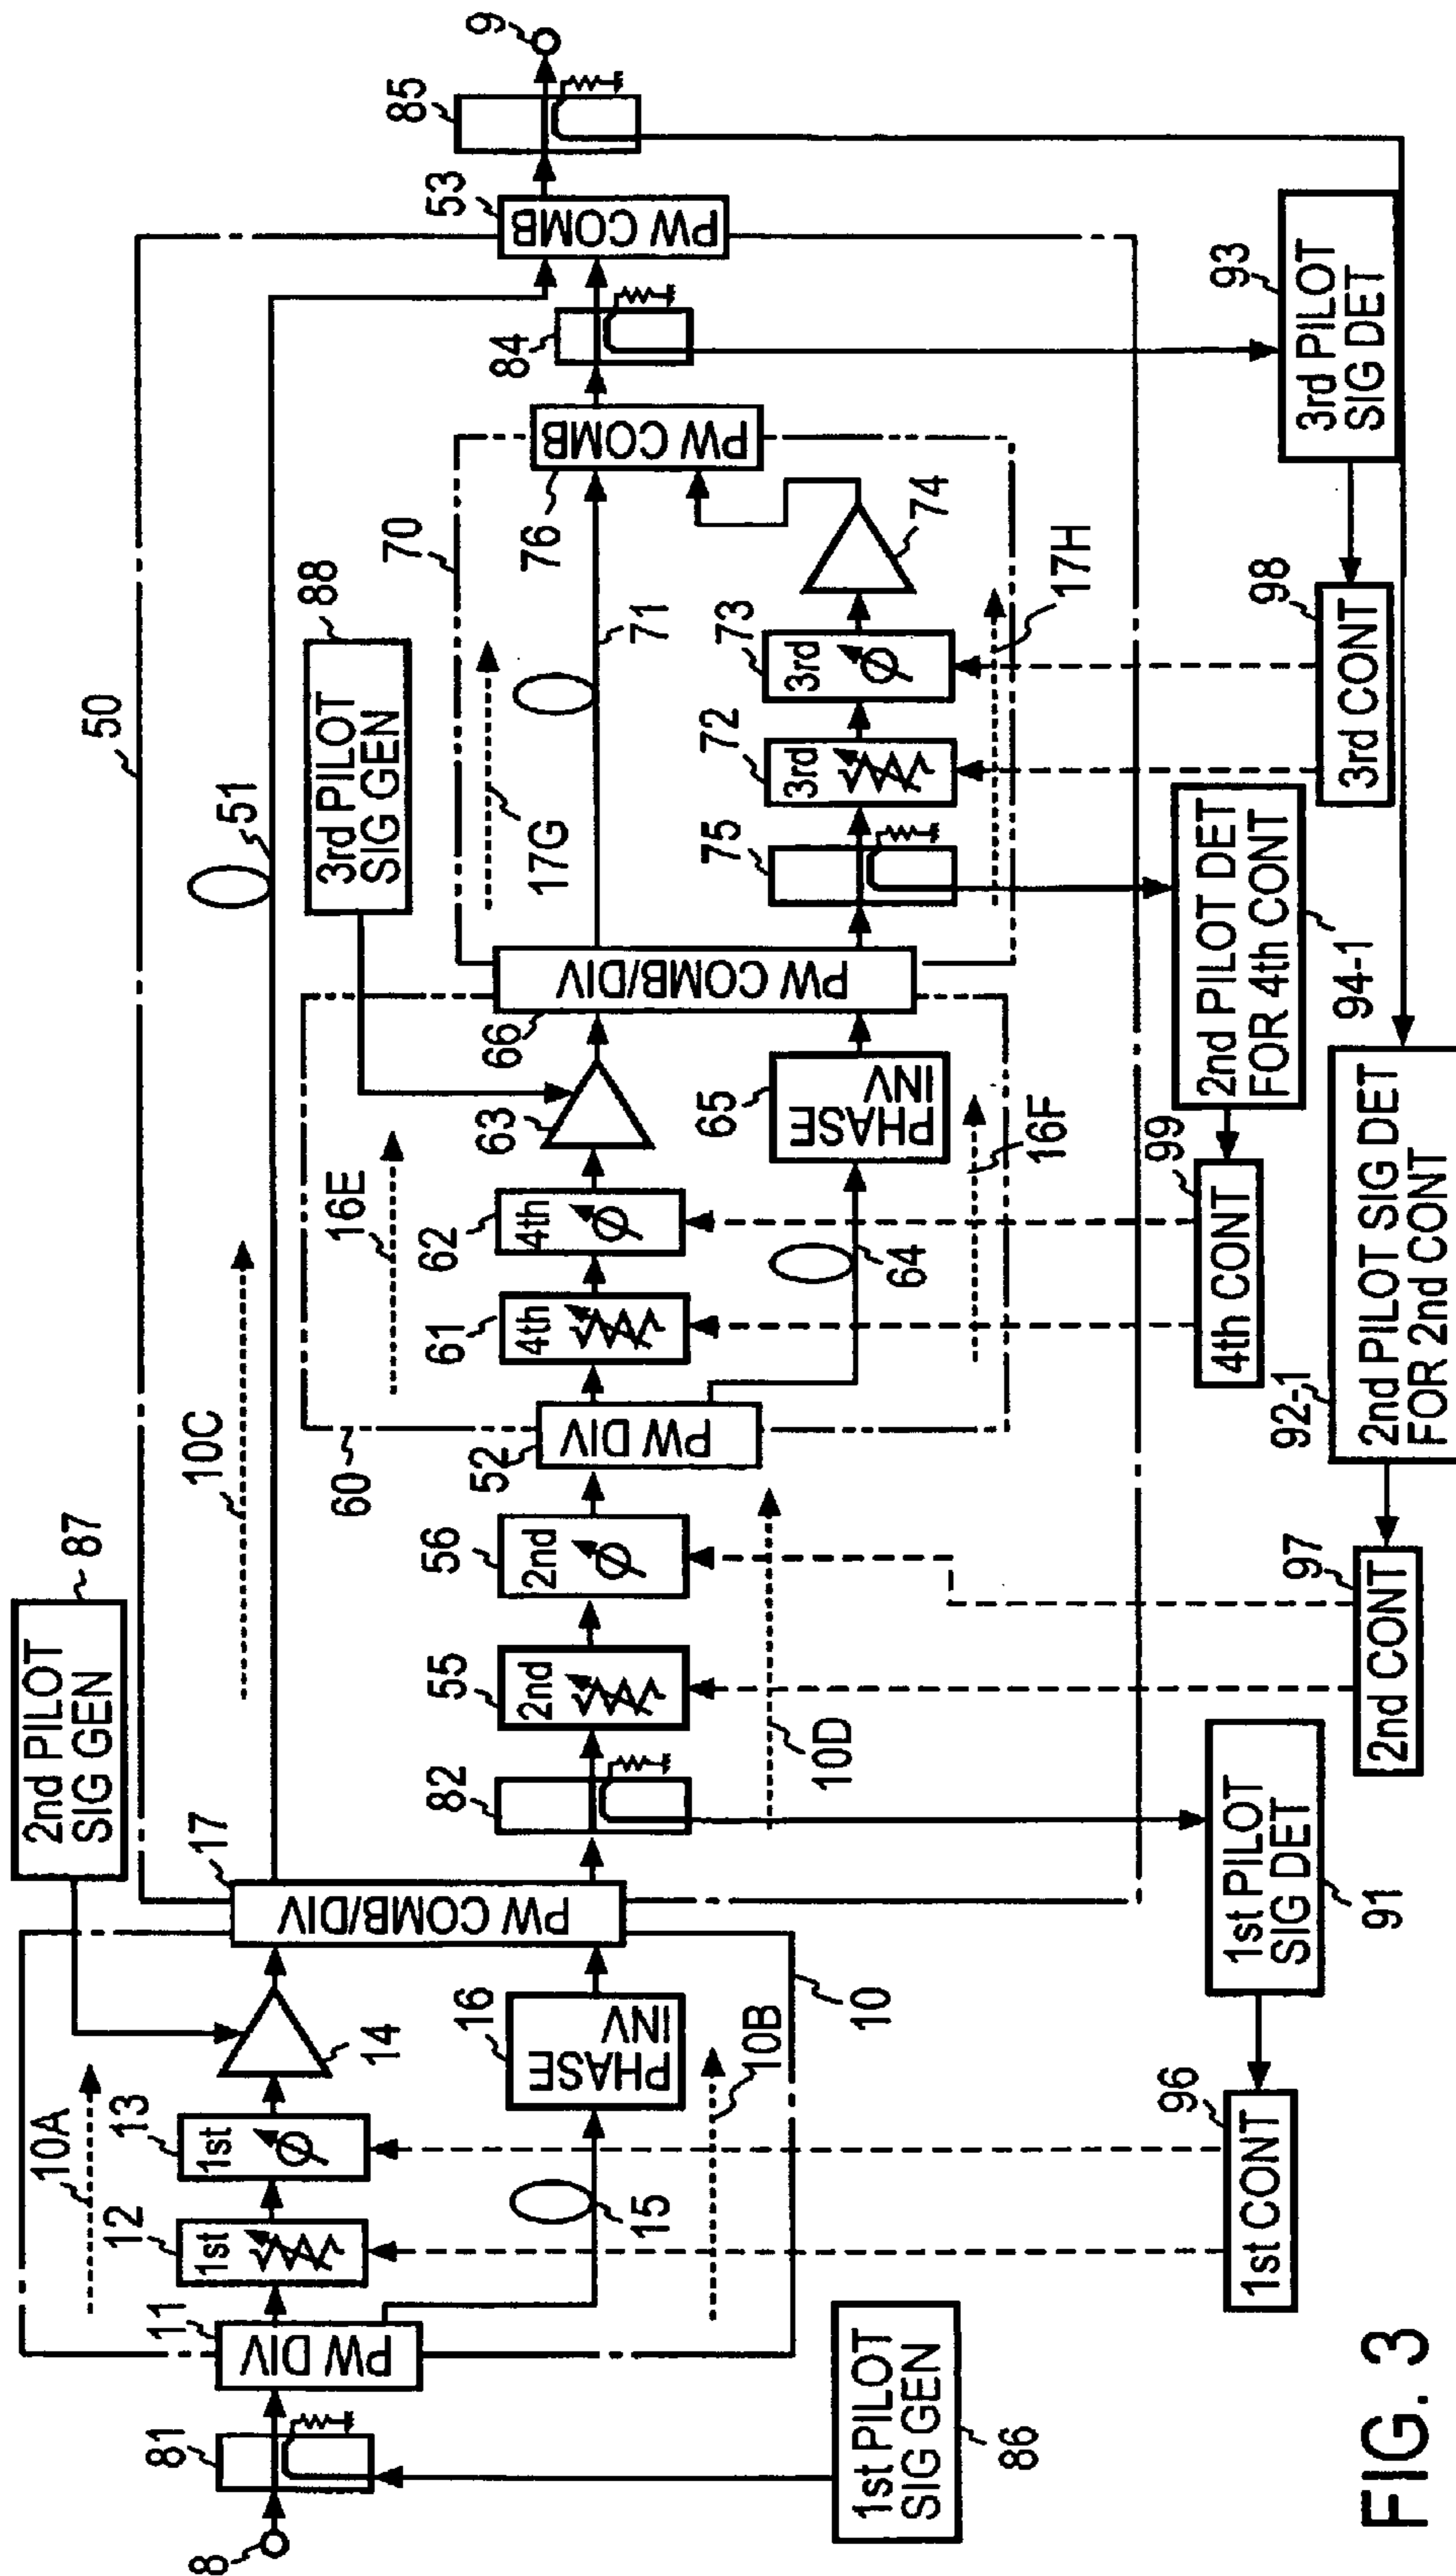 8
81
1st PILOT
SIG GEN
86
11
PW DIV
10A
12
1st
13
1st
14
15
16
PHASE
INV
10B
10
2nd PILOT
SIG GEN
87
17
PW COMB/DIV
82
55
2nd
56
2nd
10C
10D
50
51
52
PW DIV
60
61
4th
62
4th
16E
63
64
65
PHASE
INV
16F
66
PW COMB/DIV
3rd PILOT
SIG GEN
88
70
17G
71
75
72
3rd
73
3rd
74
17H
76
PW COMB
84
53
PW COMB
85
9
96
1st CONT
1st PILOT
SIG DET
91
97
2nd CONT
92-1
2nd PILOT SIG DET
FOR 2nd CONT
99
4th CONT
2nd PILOT DET
FOR 4th CONT
94-1
98
3rd CONT
93
3rd PILOT
SIG DET
FIG. 3